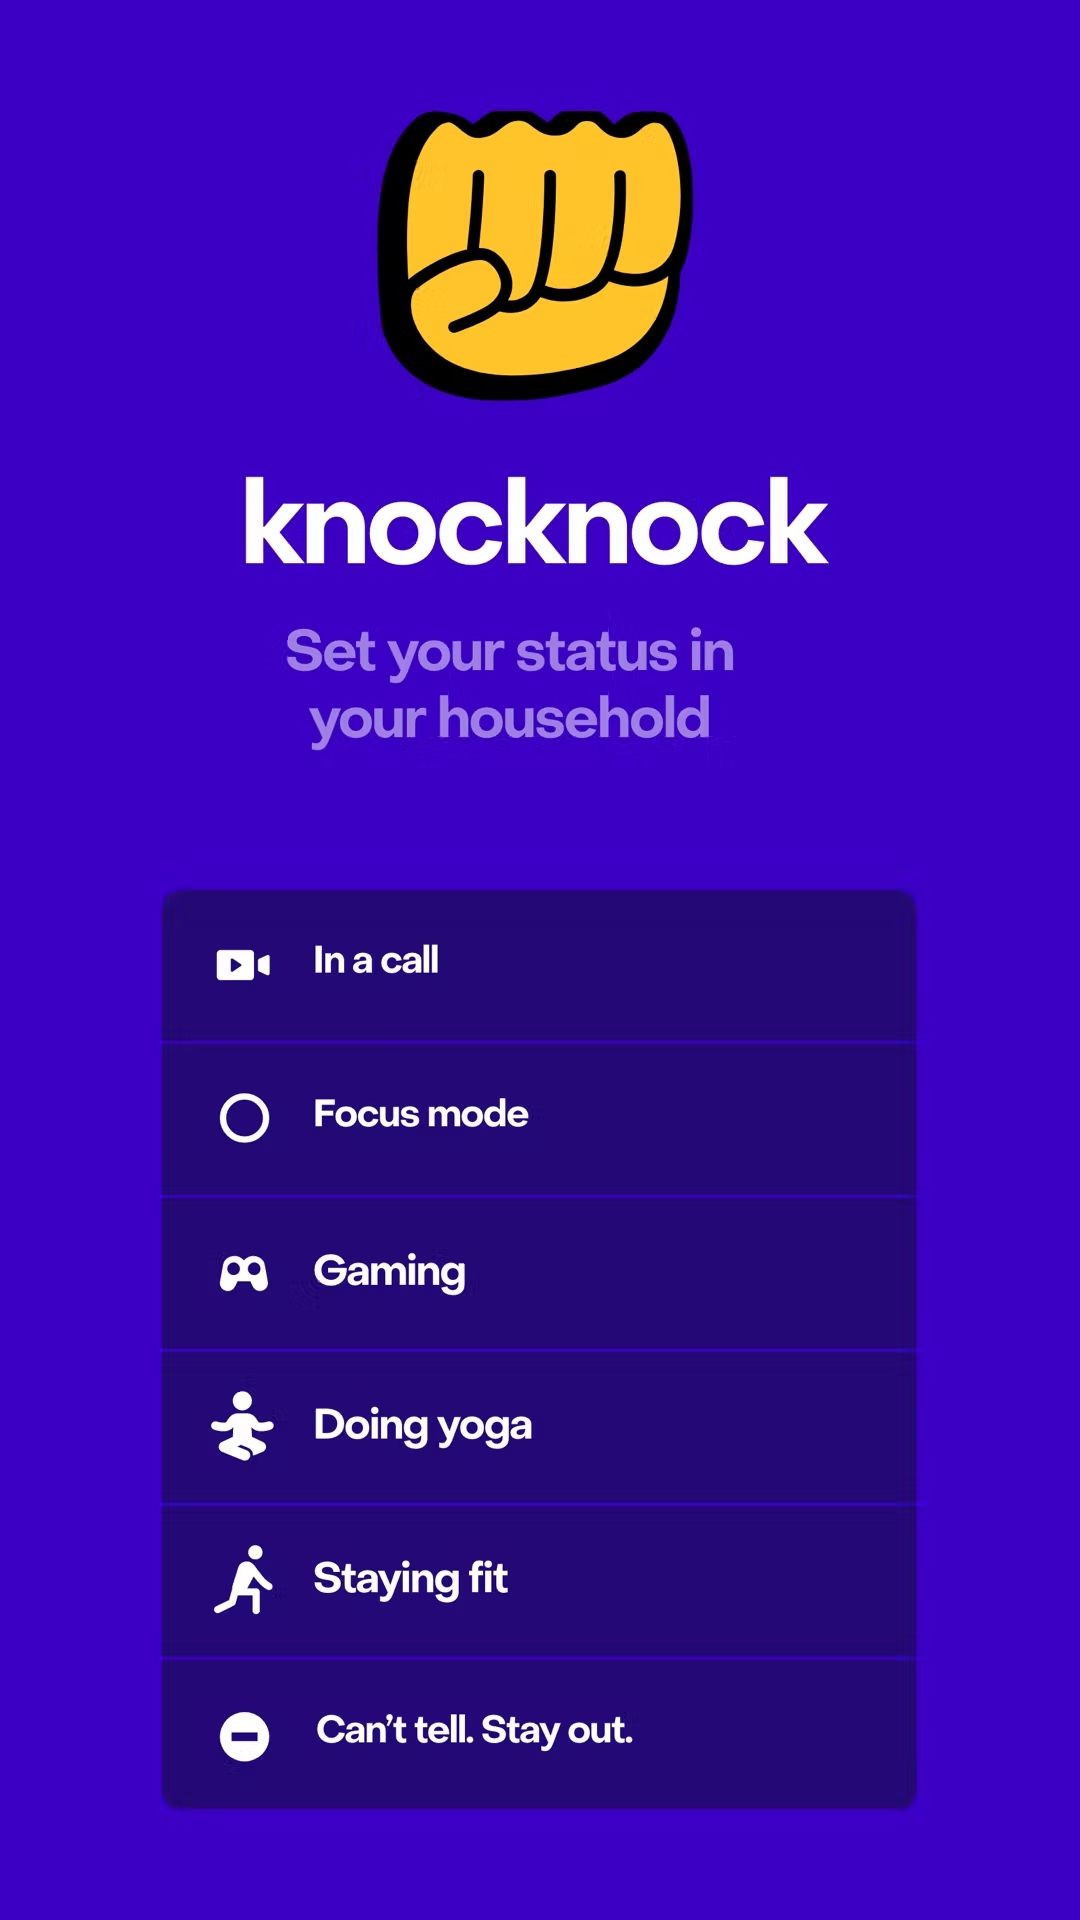 knocknock
Set your status in
your household
In a call
Focus mode
Gaming
Doing yoga
Staying fit
Can’t tell. Stay out.